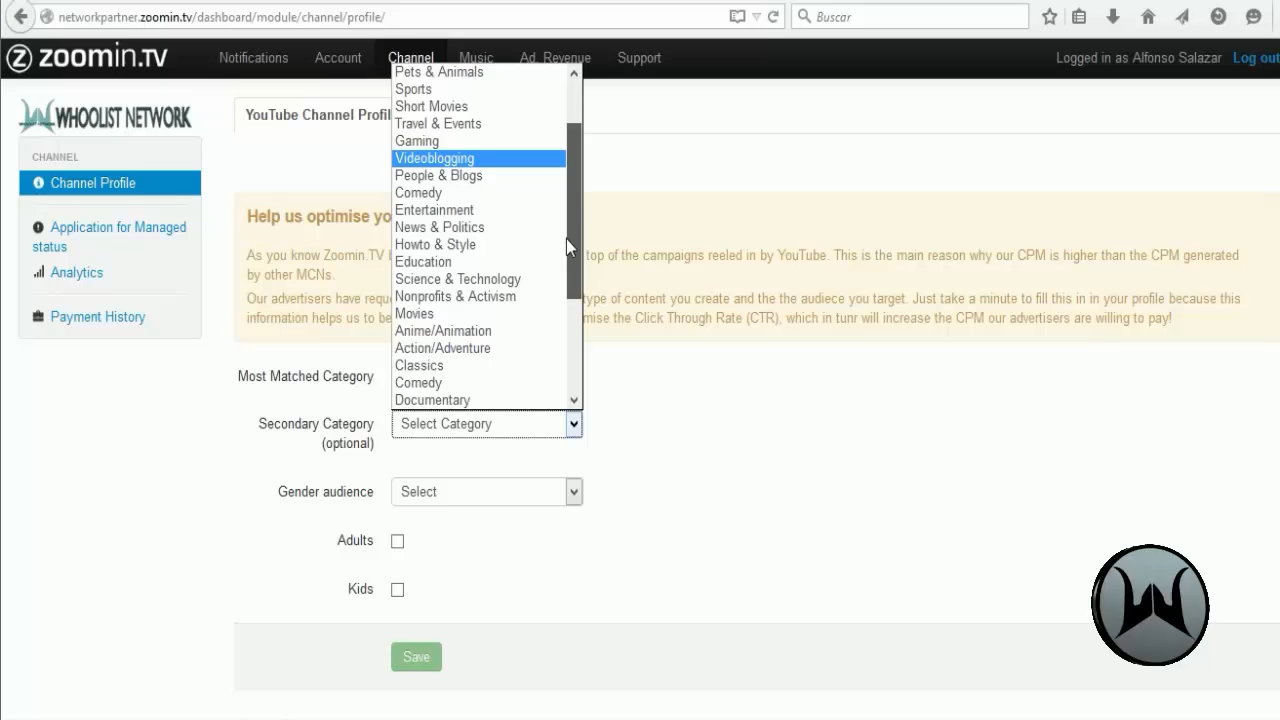 networkpartner.zoomin.tv/dashboard/module/channel/profile/
Buscar
zoomin.TV
Notifications
Account
Channel
Music
Ad. Revenue
Support
Logged in as Alfonso Salazar
Log out
WHOOLIST NETWORK
CHANNEL
Channel Profile
Application for Managed
status
Analytics
Payment History
YouTube Channel Profil
Help us optimise yo
As you know Zoomin.TV
top of the campaigns reeled in by YouTube. This is the main reason why our CPM is higher than the CPM generated
by other MCNs.
Our advertisers have
type of content you create and the the audiece you target. Just take a minute to fill this in in your profile because this
information helps us to
the Click Through Rate (CTR), which in tunr will increase the CPM our advertisers are willing to pay!
Pets & Animals
Sports
Short Movies
Travel & Events
Gaming
Videoblogging
People & Blogs
Comedy
Entertainment
News & Politics
Howto & Style
Education
Science & Technology
Nonprofits & Activism
Movies
Anime/Animation
Action/Adventure
Classics
Comedy
Documentary
Most Matched Category
Secondary Category
(optional)
Select Category
Gender audience
Select
Adults
Kids
Save